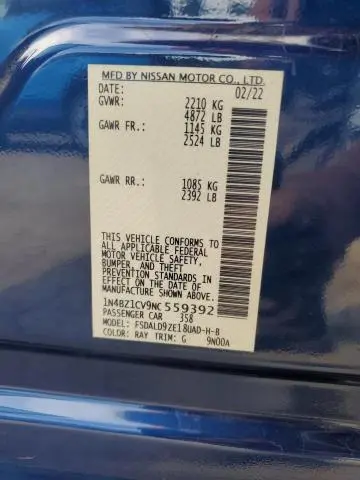 MFD BY NISSAN MOTOR CO., LTD.
DATE: 02/22
GVWR: 2210 KG
4872 LB
GAWR FR.: 1145 KG
2524 LB
GAWR RR.: 1085 KG
2392 LB
THIS VEHICLE CONFORMS TO
ALL APPLICABLE FEDERAL
MOTOR VEHICLE SAFETY,
BUMPER, AND THEFT
PREVENTION STANDARDS IN
EFFECT ON THE DATE OF
MANUFACTURE SHOWN ABOVE
1N4BZ1CV9NC559392
PASSENGER CAR 358
MODEL: FSDALD9ZE18UAD-H-B
COLOR: RAY TRIM: G 9N00A